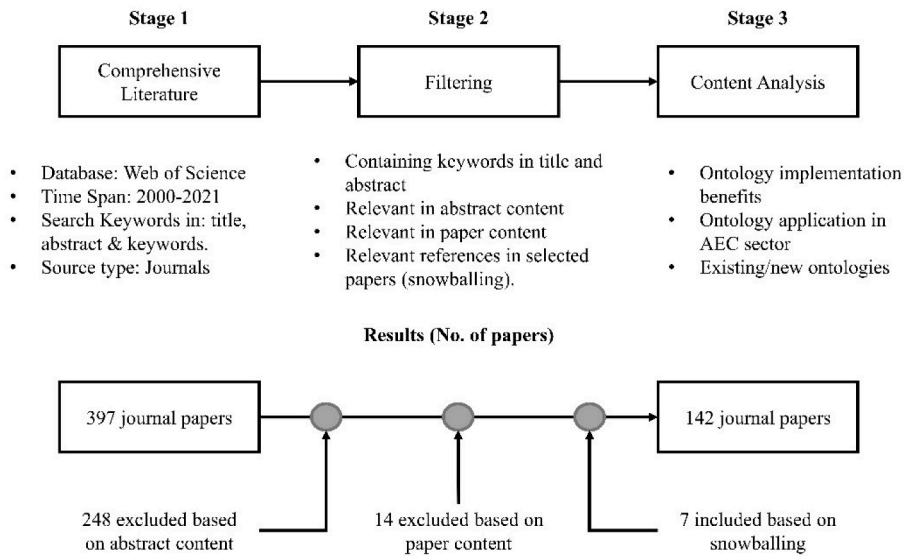 Stage 1
Stage 2
Stage 3
Comprehensive
Literature
Filtering
Content Analysis
• Database: Web of Science
• Time Span: 2000-2021
• Search Keywords in: title,
abstract & keywords.
• Source type: Journals
• Containing keywords in title and
abstract
• Relevant in abstract content
• Relevant in paper content
• Relevant references in selected
papers (snowballing).
• Ontology implementation
benefits
• Ontology application in
AEC sector
• Existing/new ontologies
Results (No. of papers)
397 journal papers
142 journal papers
248 excluded based
on abstract content
14 excluded based on
paper content
7 included based on
snowballing